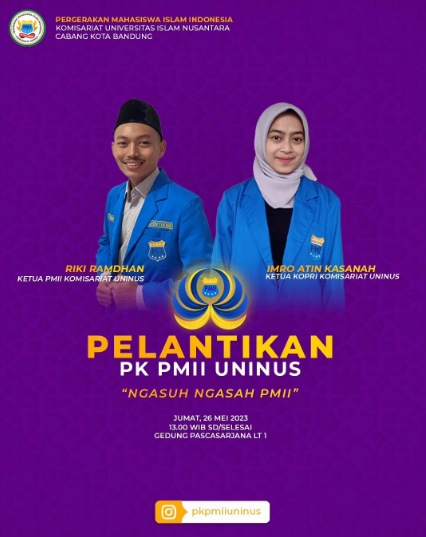 PERGERAKAN MAHASISWA ISLAM INDONESIA
KOMISARIAT UNIVERSITAS ISLAM NUSANTARA
CABANG KOTA BANDUNG
RIKI RAMDHAN
KETUA PMII KOMISARIAT UNINUS
IMRO ATIN KASANAH
KETUA KOPRI KOMISARIAT UNINUS
PELANTIKAN
PK PMII UNINUS
“NGASUH NGASAH PMII”
JUMAT, 26 MEI 2023
13.00 WIB SD/SELESAI
GEDUNG PASCASARJANA LT 1
pkpmiiuninus